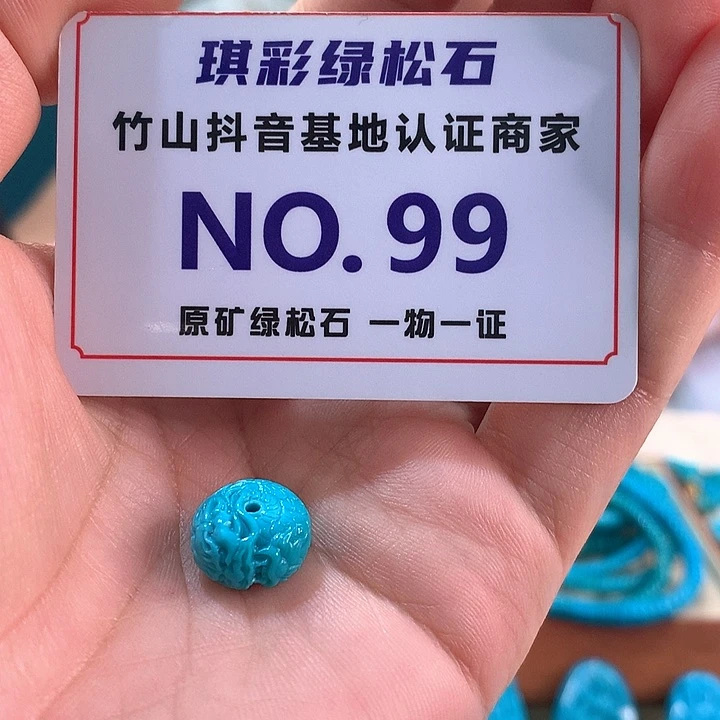 琪彩绿松石
竹山抖音基地认证商家
NO.99
原矿绿松石 一物一证